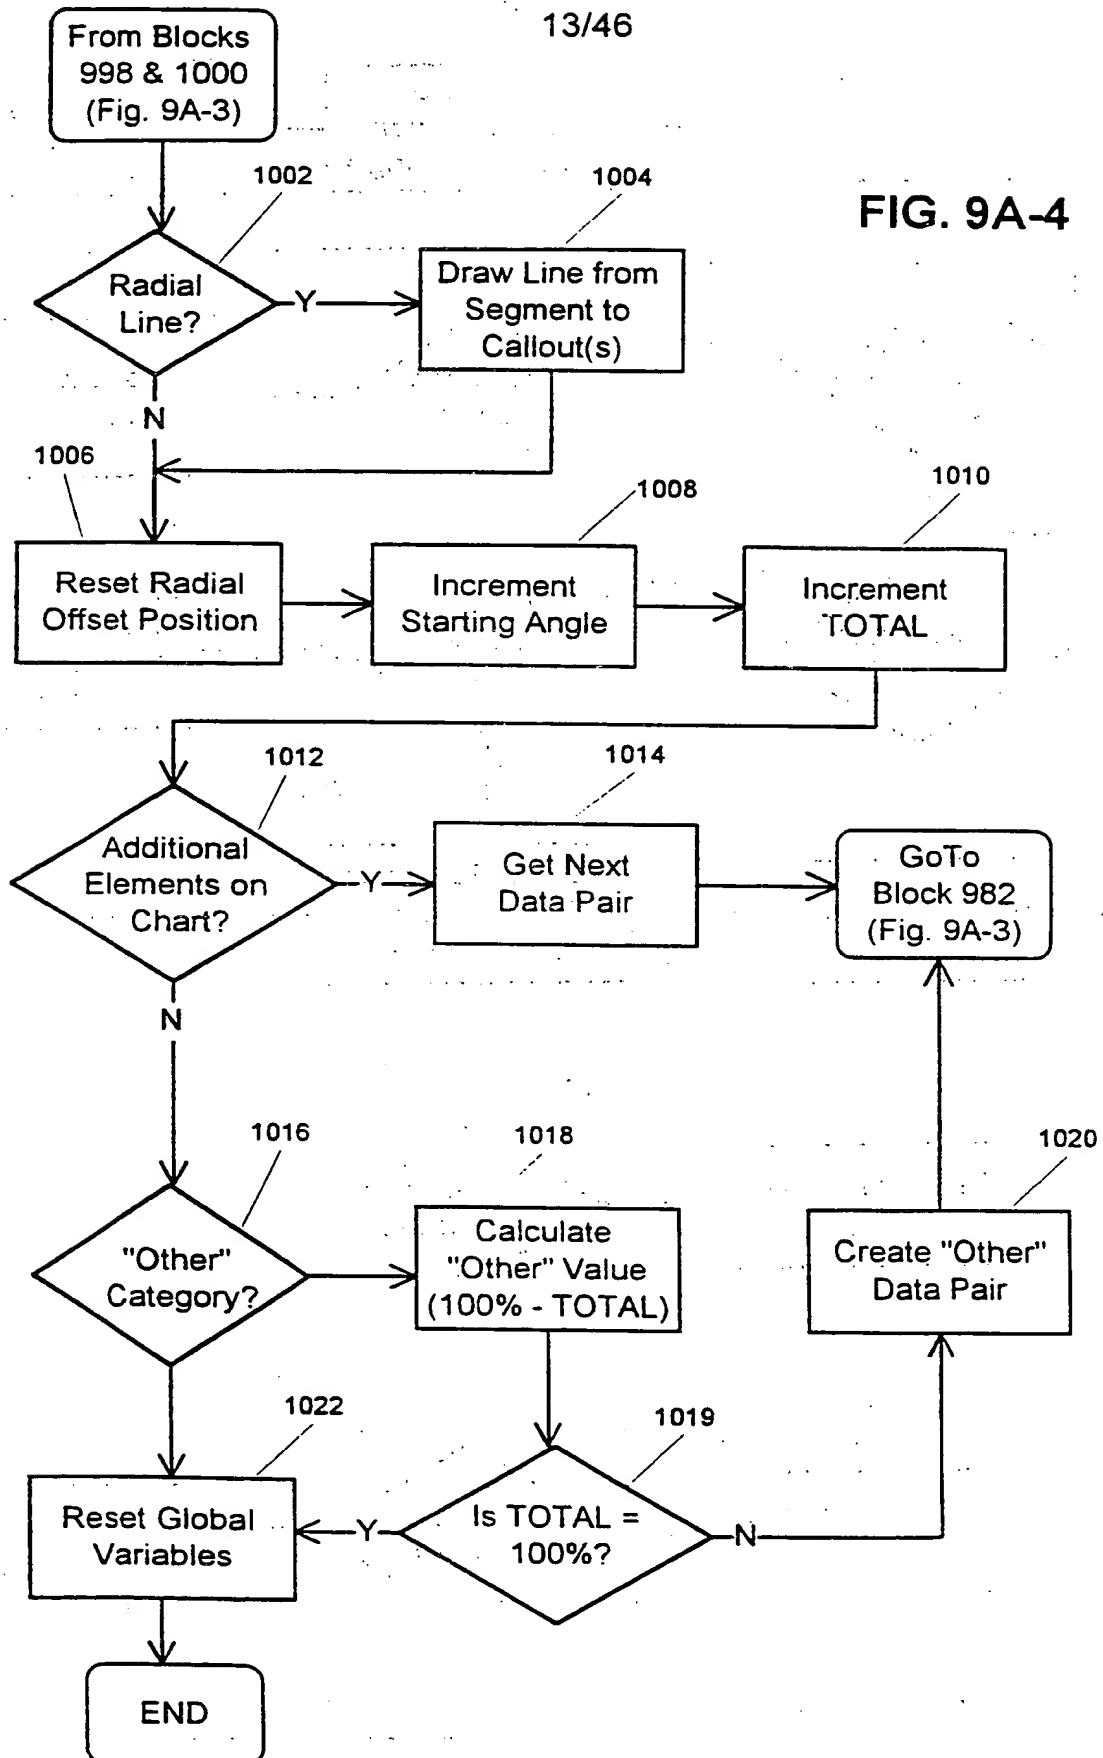 13/46
From Blocks
998 & 1000
(Fig. 9A-3)
1002
1004
FIG. 9A-4
Radial
Line?
Y
Draw Line from
Segment to
Callout(s)
N
1006
1008
1010
Reset Radial
Offset Position
Increment
Starting Angle
Increment
TOTAL
1012
1014
Additional
Elements on
Chart?
Y
Get Next
Data Pair
GoTo
Block 982
(Fig. 9A-3)
N
1016
1018
1020
"Other"
Category?
Calculate
"Other" Value
(100% - TOTAL)
Create "Other"
Data Pair
1022
1019
Reset Global
Variables
Y
Is TOTAL =
100%?
N
END